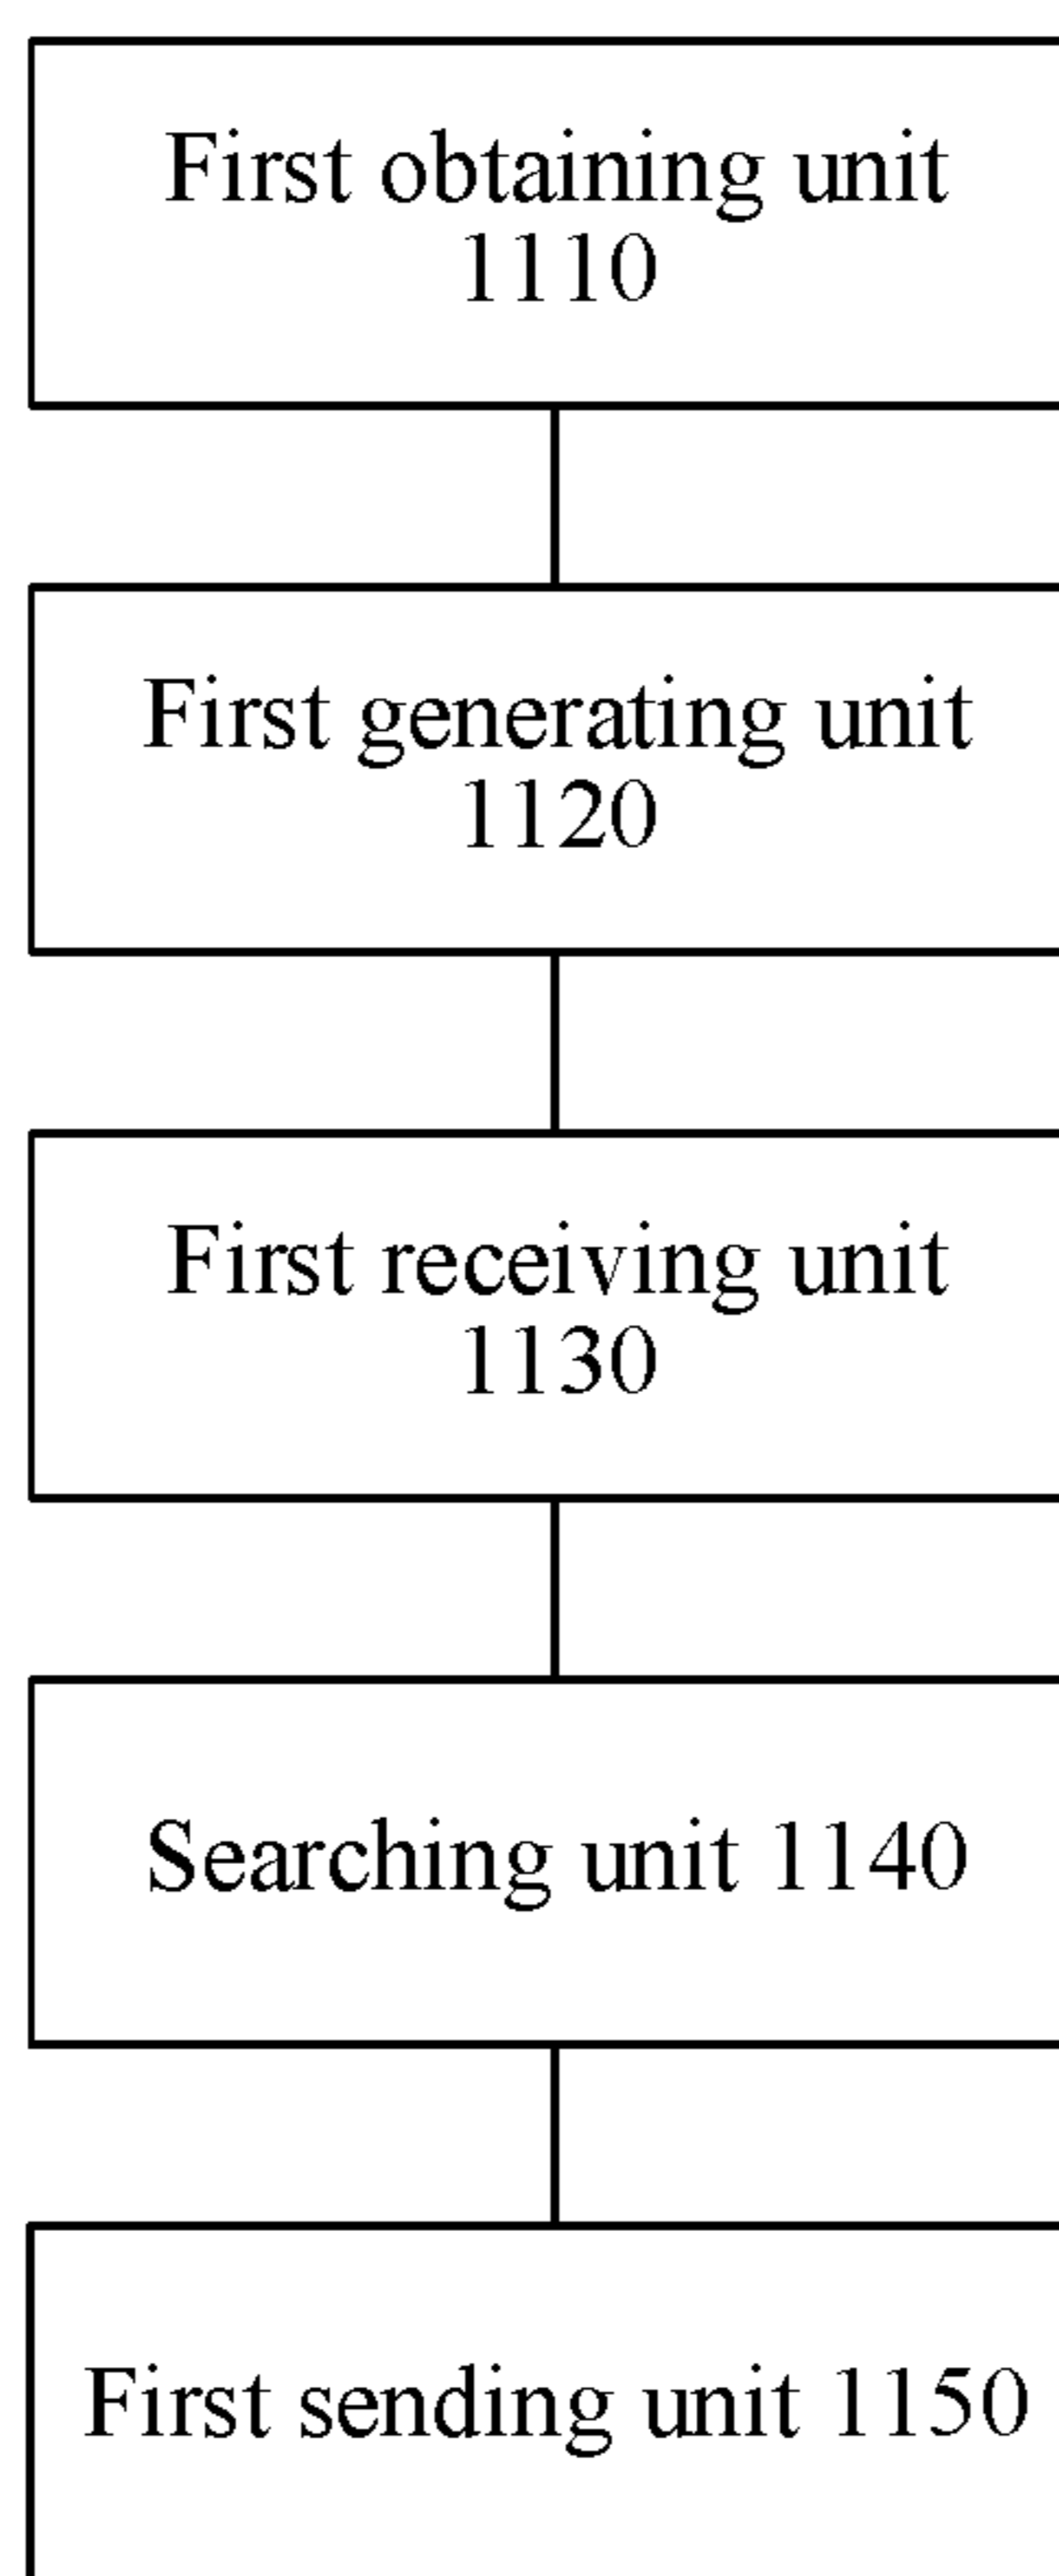 First obtaining unit
1110
First generating unit
1120
First receiving unit
1130
Searching unit 1140
First sending unit 1150